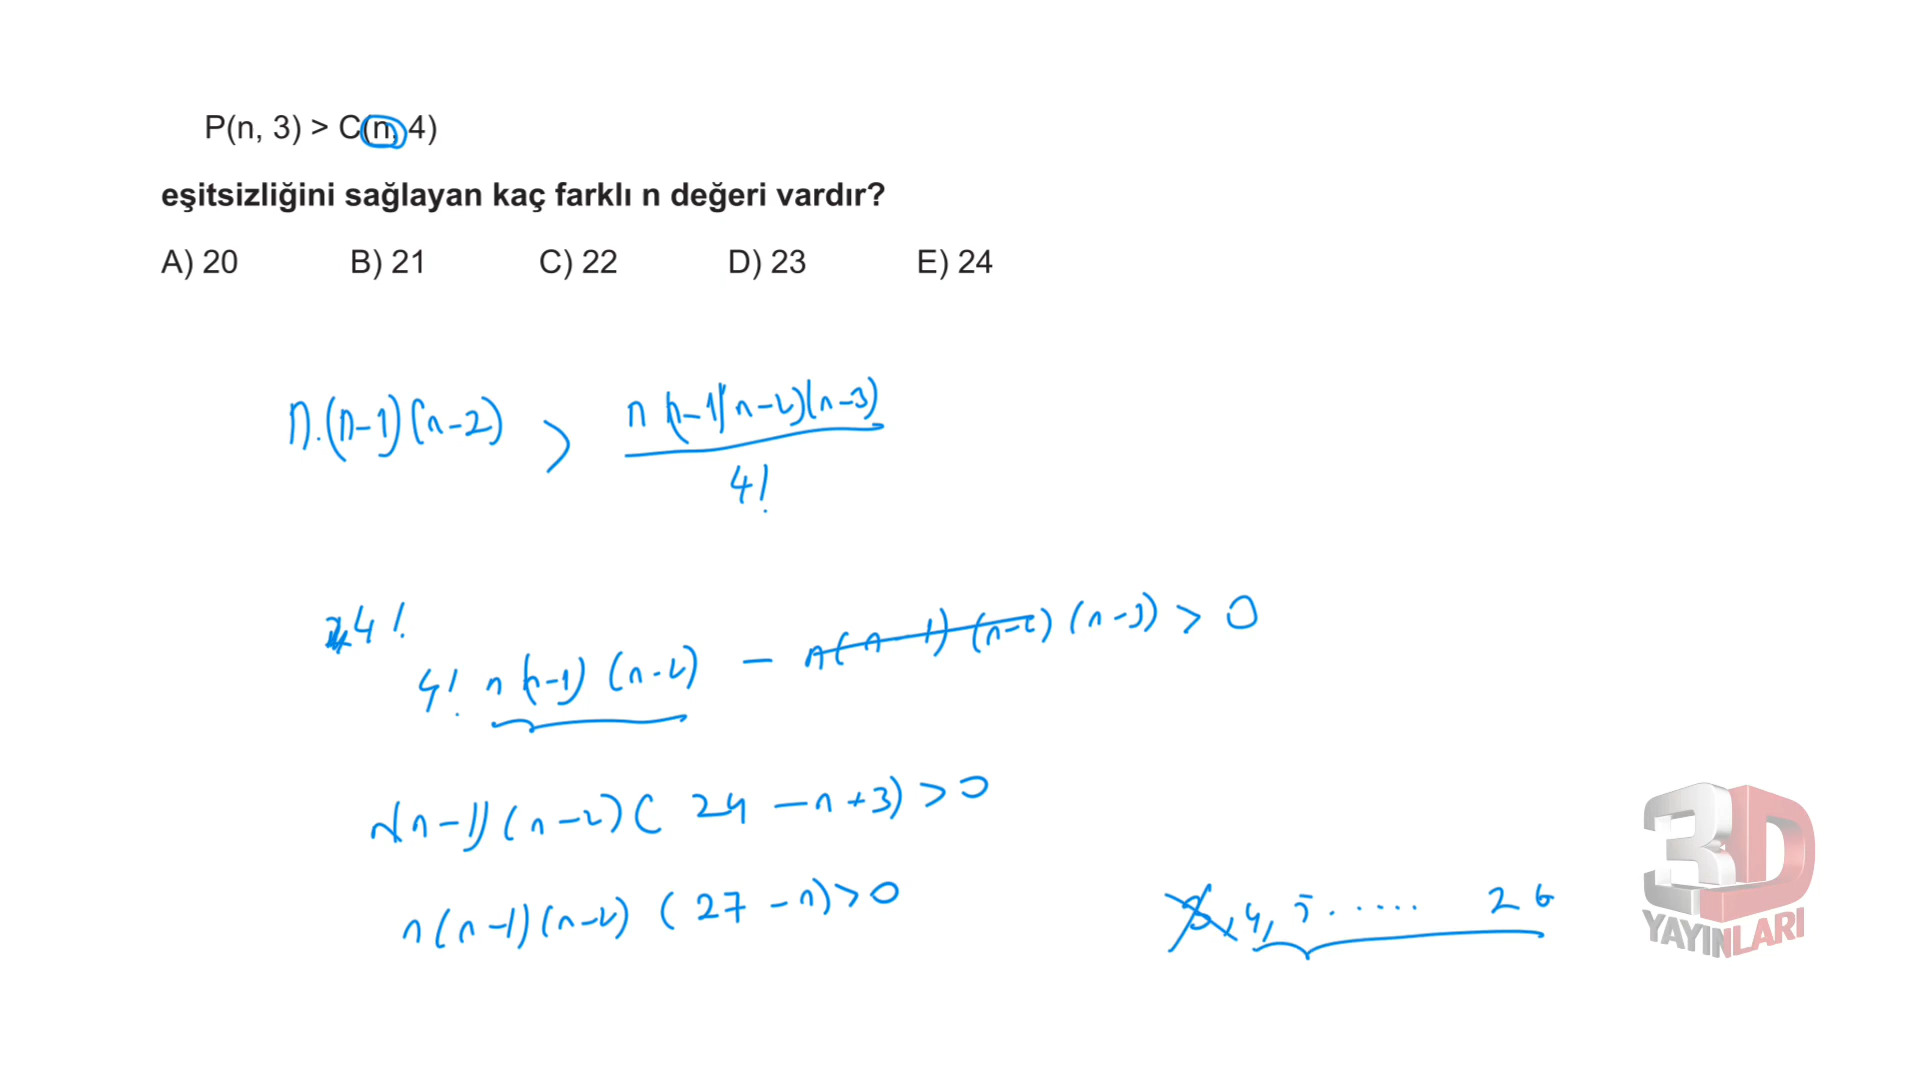 P(n, 3) > C(n, 4)
eşitsizliğini sağlayan kaç farklı n değeri vardır?
A) 20 B) 21 C) 22 D) 23 E) 24
n.(n-1)(n-2) > n(n-1)(n-2)(n-3)
4!
4!
4! n(n-1)(n-2) - n(n-1)(n-2)(n-3) > 0
n(n-1)(n-2)(24-n+3)>0
n(n-1)(n-2)(27-n)>0
3, 4, 5...... 26
3D
YAYINLARI